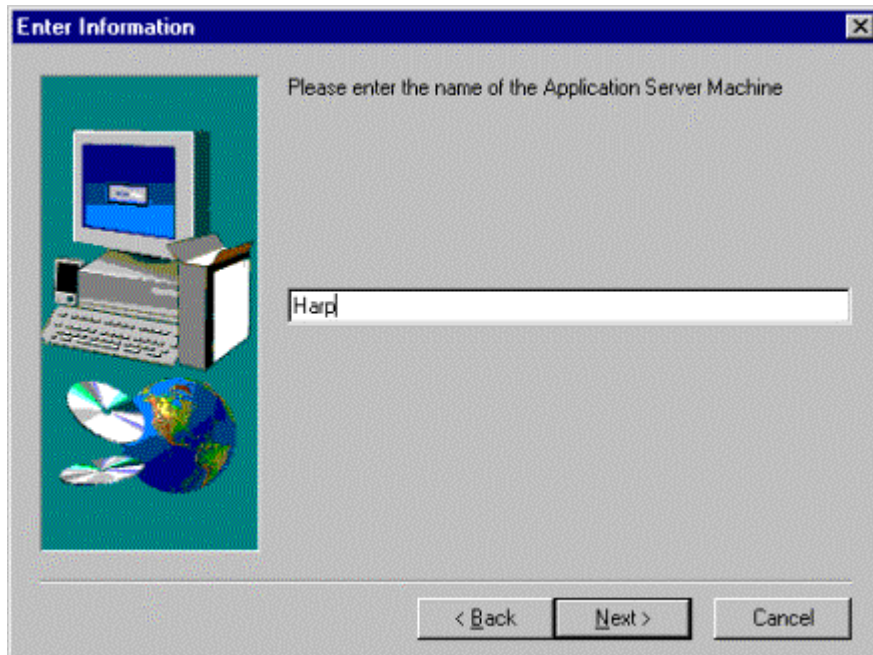 Enter Information
Please enter the name of the Application Server Machine
Harp
< Back Next > Cancel